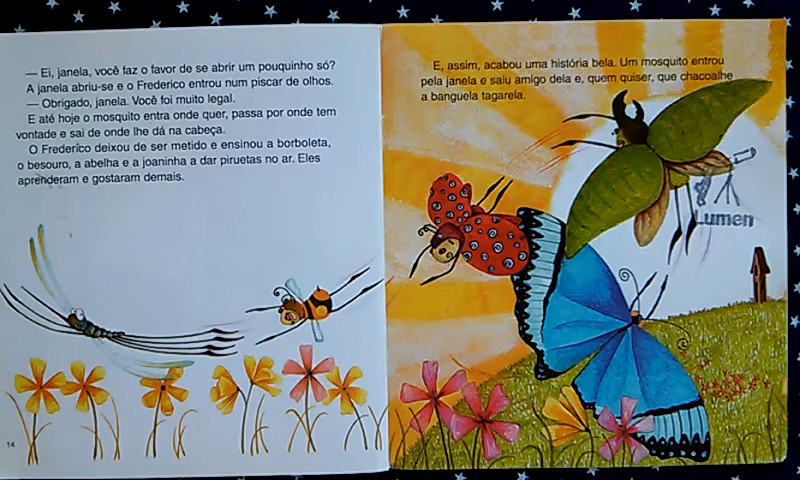 — Ei, janela, você faz o favor de se abrir um pouquinho só?
A janela abriu-se e o Frederico entrou num piscar de olhos.
— Obrigado, janela. Você foi muito legal.
E até hoje o mosquito entra onde quer, passa por onde tem
vontade e sai de onde lhe dá na cabeça.
O Frederico deixou de ser metido e ensinou a borboleta,
o besouro, a abelha e a joaninha a dar piruetas no ar. Eles
aprenderam e gostaram demais.
14
E, assim, acabou uma história bela. Um mosquito entrou
pela janela e saiu amigo dela e, quem quiser, que chacoalhe
a banguela tagarela.
Lumen